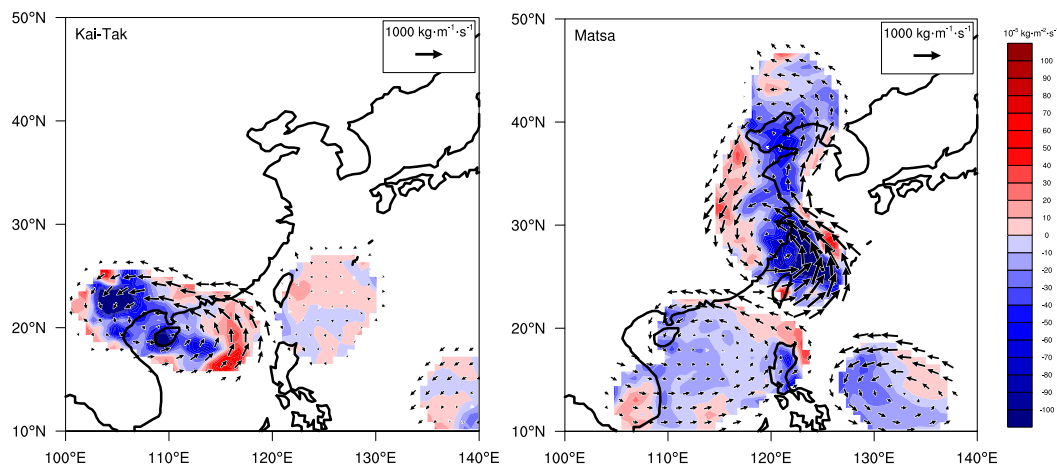 Kai-Tak
1000 kg·m⁻¹·s⁻¹
50°N
40°N
30°N
20°N
10°N
100°E 110°E 120°E 130°E 140°E
Matsa
1000 kg·m⁻¹·s⁻¹
50°N
40°N
30°N
20°N
10°N
100°E 110°E 120°E 130°E 140°E
10⁻⁵ kg·m⁻²·s⁻¹
100
90
80
70
60
50
40
30
20
10
0
-10
-20
-30
-40
-50
-60
-70
-80
-90
-100